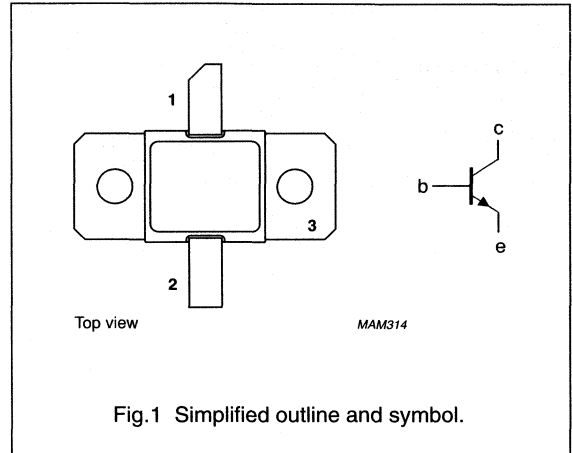 1
c
b
3
e
2
Top view
MAM314
Fig.1 Simplified outline and symbol.